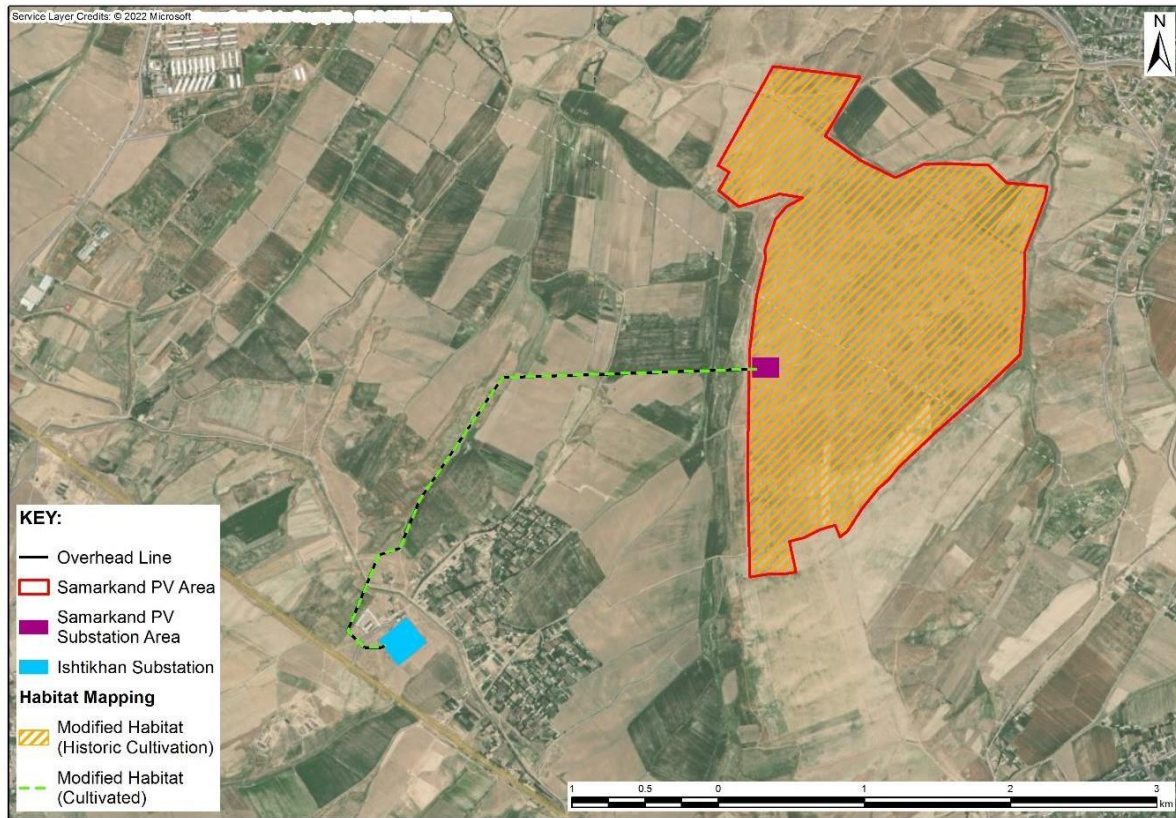 Service Layer Credits: © 2022 Microsoft
N
KEY:
Overhead Line
Samarkand PV Area
Samarkand PV
Substation Area
Ishtikhan Substation
Habitat Mapping
Modified Habitat
(Historic Cultivation)
Modified Habitat
(Cultivated)
1 0.5 0 1 2 3
km